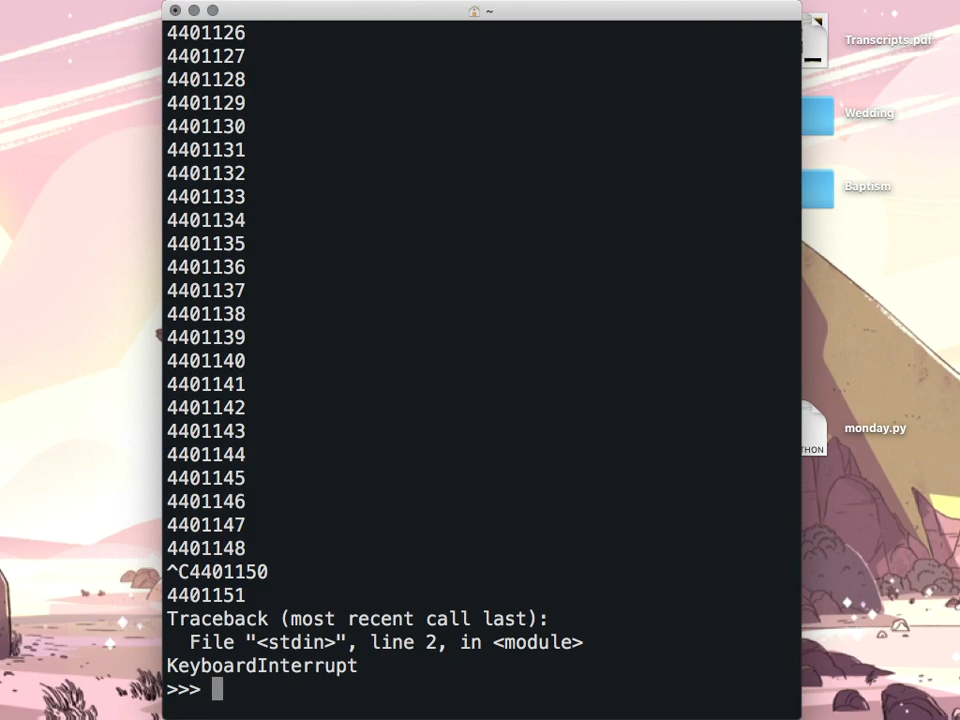 ~
4401126
4401127
4401128
4401129
4401130
4401131
4401132
4401133
4401134
4401135
4401136
4401137
4401138
4401139
4401140
4401141
4401142
4401143
4401144
4401145
4401146
4401147
4401148
^C4401150
4401151
Traceback (most recent call last):
  File "<stdin>", line 2, in <module>
KeyboardInterrupt
>>>
Transcripts.pdf
Wedding
Baptism
monday.py
THON